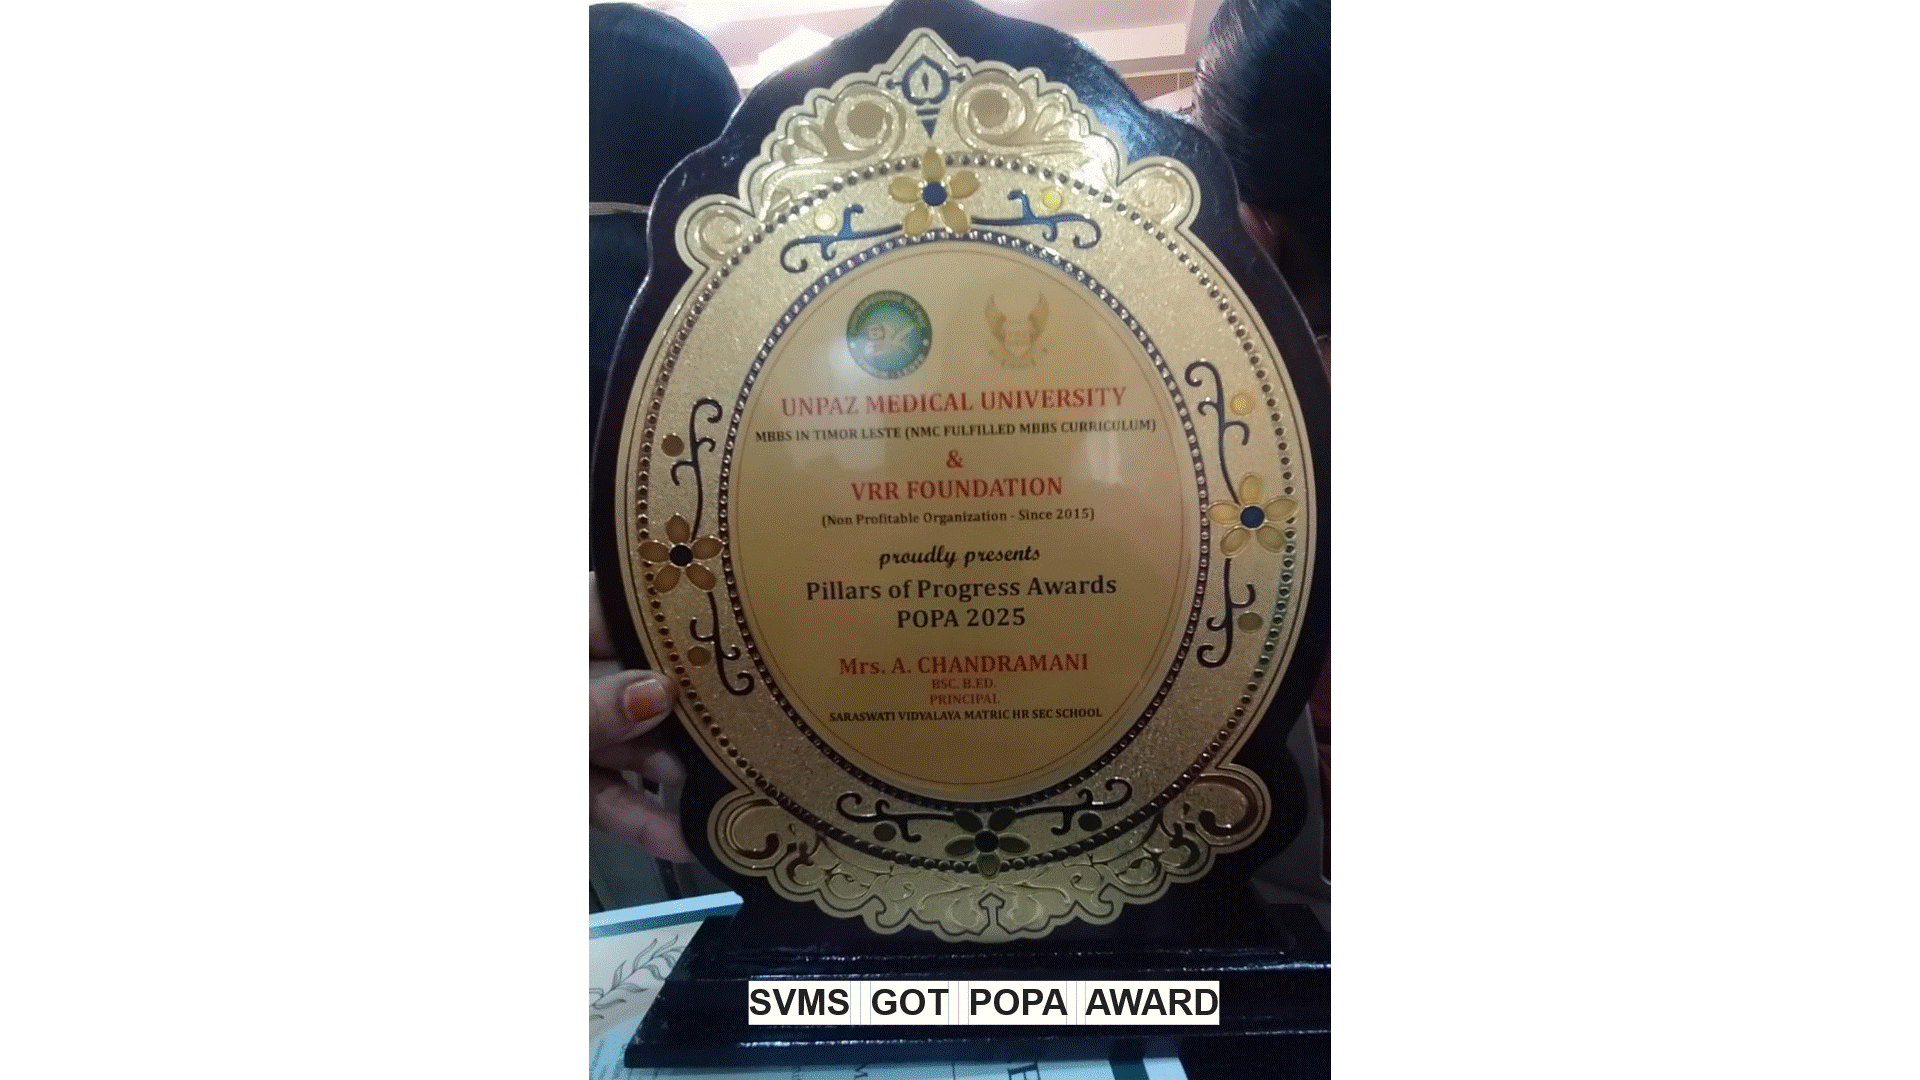 UNPAZ MEDICAL UNIVERSITY
MBBS IN TIMOR LESTE (NMC FULFILLED MBBS CURRICULUM)
&
VRR FOUNDATION
(Non Profitable Organization - Since 2015)
proudly presents
Pillars of Progress Awards
POPA 2025
Mrs. A. CHANDRAMANI
BSC. B.ED.
PRINCIPAL
SARASWATI VIDYALAYA MATRIC HR SEC SCHOOL
SVMS GOT POPA AWARD